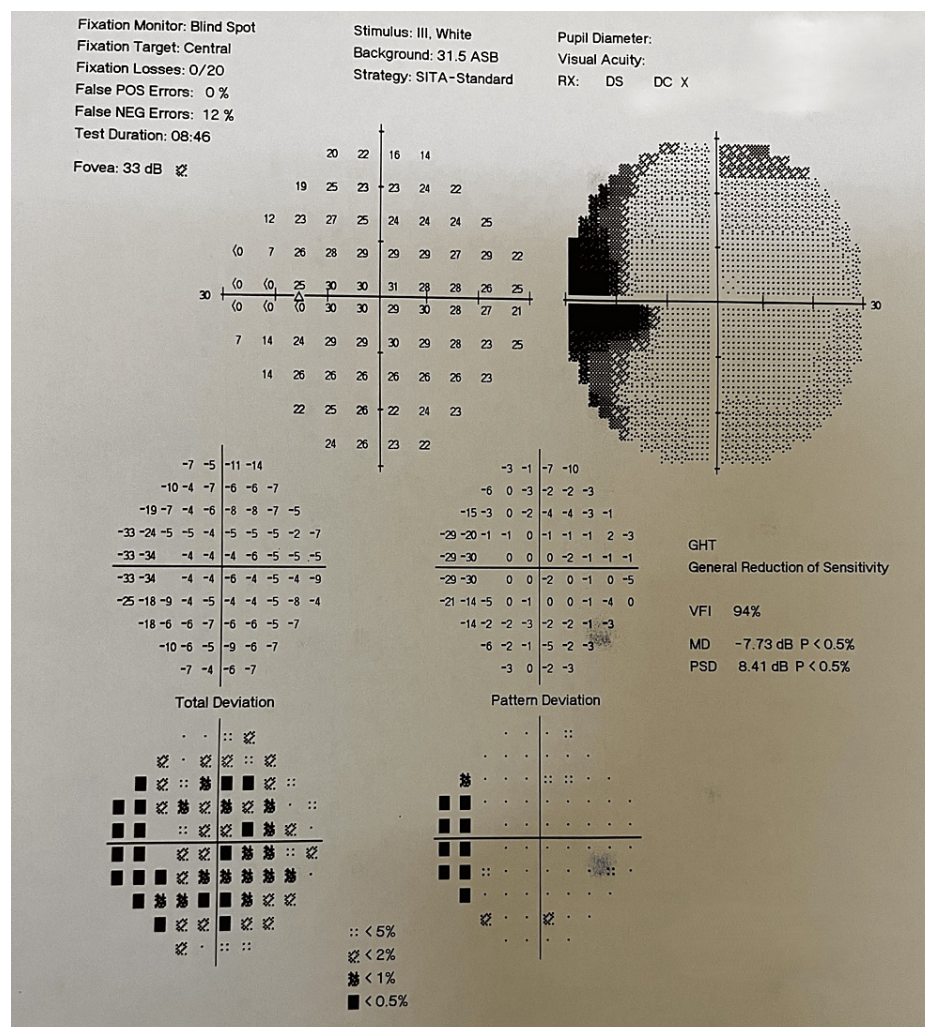 Fixation Monitor: Blind Spot
Fixation Target: Central
Fixation Losses: 0/20
False POS Errors: 0 %
False NEG Errors: 12 %
Test Duration: 08:46
Fovea: 33 dB
Stimulus: III, White
Background: 31.5 ASB
Strategy: SITA-Standard
Pupil Diameter:
Visual Acuity:
RX: DS DC X
20 22 16 14
19 25 23 23 24 22
12 23 27 25 24 24 24 25
<0 7 26 28 29 29 29 27 29 22
<0 <0 25 30 30 31 28 28 26 25
30
<0 <0 <0 30 30 29 30 28 27 21
7 14 24 29 29 30 29 28 23 25
14 26 26 26 26 26 26 23
22 25 26 22 24 23
24 26 23 22
30
-7 -5 -11 -14
-10 -4 -7 -6 -6 -7
-19 -7 -4 -6 -8 -8 -7 -5
-33 -24 -5 -5 -4 -5 -5 -5 -2 -7
-33 -34 -4 -4 -4 -6 -5 -5 -5
-33 -34 -4 -4 -6 -4 -5 -4 -9
-25 -18 -9 -4 -5 -4 -4 -5 -8 -4
-18 -6 -6 -7 -6 -6 -5 -7
-10 -6 -5 -9 -6 -7
-7 -4 -6 -7
Total Deviation
-3 -1 -7 -10
-6 0 -3 -2 -2 -3
-15 -3 0 -2 -4 -4 -3 -1
-29 -20 -1 -1 0 -1 -1 -1 2 -3
-29 -30 0 0 0 -2 -1 -1 -1
-29 -30 0 0 -2 0 -1 0 -5
-21 -14 -5 0 -1 0 0 -1 -4 0
-14 -2 -2 -3 -2 -2 -1 -3
-6 -2 -1 -5 -2 -3
-3 0 -2 -3
Pattern Deviation
GHT
General Reduction of Sensitivity
VFI 94%
MD -7.73 dB P < 0.5%
PSD 8.41 dB P < 0.5%
< 5%
< 2%
< 1%
< 0.5%